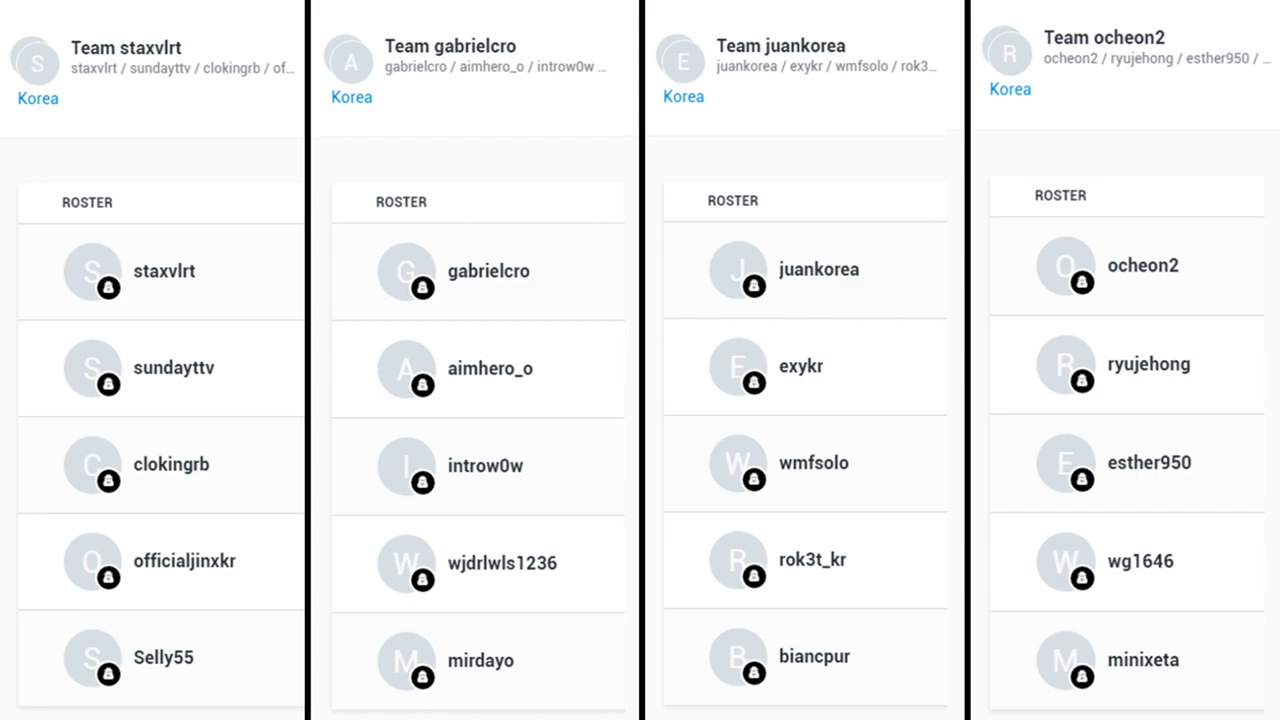 S
Team staxvlrt
staxvlrt / sundayttv / clokingrb / of...
Korea
ROSTER
S
staxvlrt
S
sundayttv
C
clokingrb
O
officialjinxkr
S
Selly55
A
Team gabrielcro
gabrielcro / aimhero_o / introw0w ...
Korea
ROSTER
G
gabrielcro
A
aimhero_o
I
introw0w
W
wjdrlwls1236
M
mirdayo
E
Team juankorea
juankorea / exykr / wmfsolo / rok3...
Korea
ROSTER
J
juankorea
E
exykr
W
wmfsolo
R
rok3t_kr
B
biancpur
R
Team ocheon2
ocheon2 / ryujehong / esther950 / ...
Korea
ROSTER
O
ocheon2
R
ryujehong
E
esther950
W
wg1646
M
minixeta